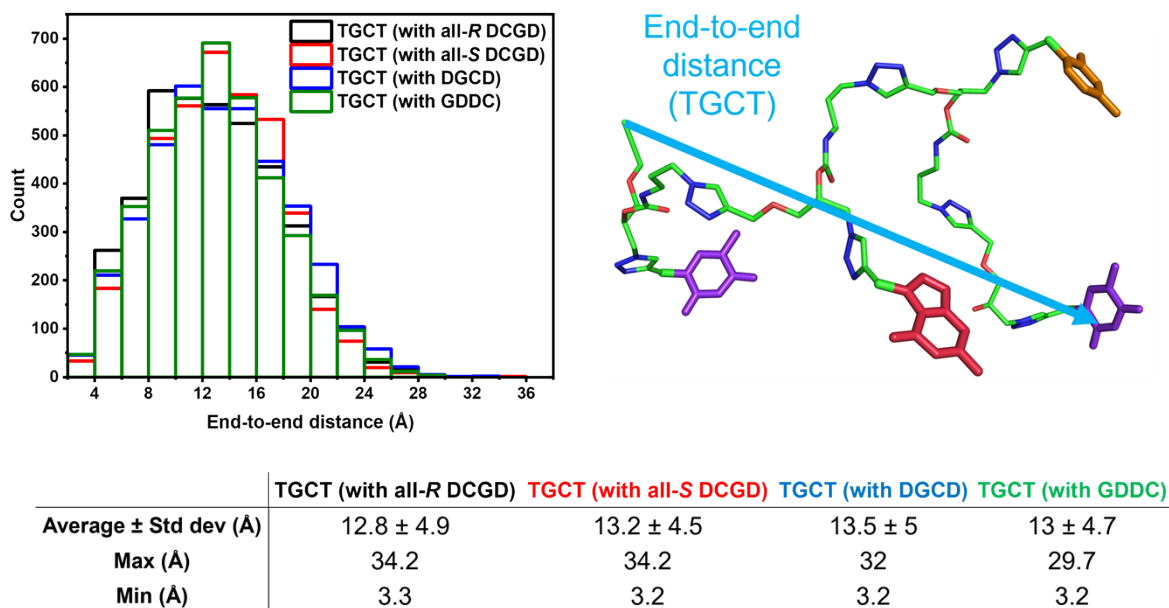 TGCT (with all-R DCGD)
TGCT (with all-S DCGD)
TGCT (with DGCD)
TGCT (with GDDC)
700
600
500
400
300
200
100
0
Count
4 8 12 16 20 24 28 32 36
End-to-end distance (Å)
End-to-end
distance
(TGCT)
TGCT (with all-R DCGD) TGCT (with all-S DCGD) TGCT (with DGCD) TGCT (with GDDC)
Average ± Std dev (Å) 12.8 ± 4.9 13.2 ± 4.5 13.5 ± 5 13 ± 4.7
Max (Å) 34.2 34.2 32 29.7
Min (Å) 3.3 3.2 3.2 3.2